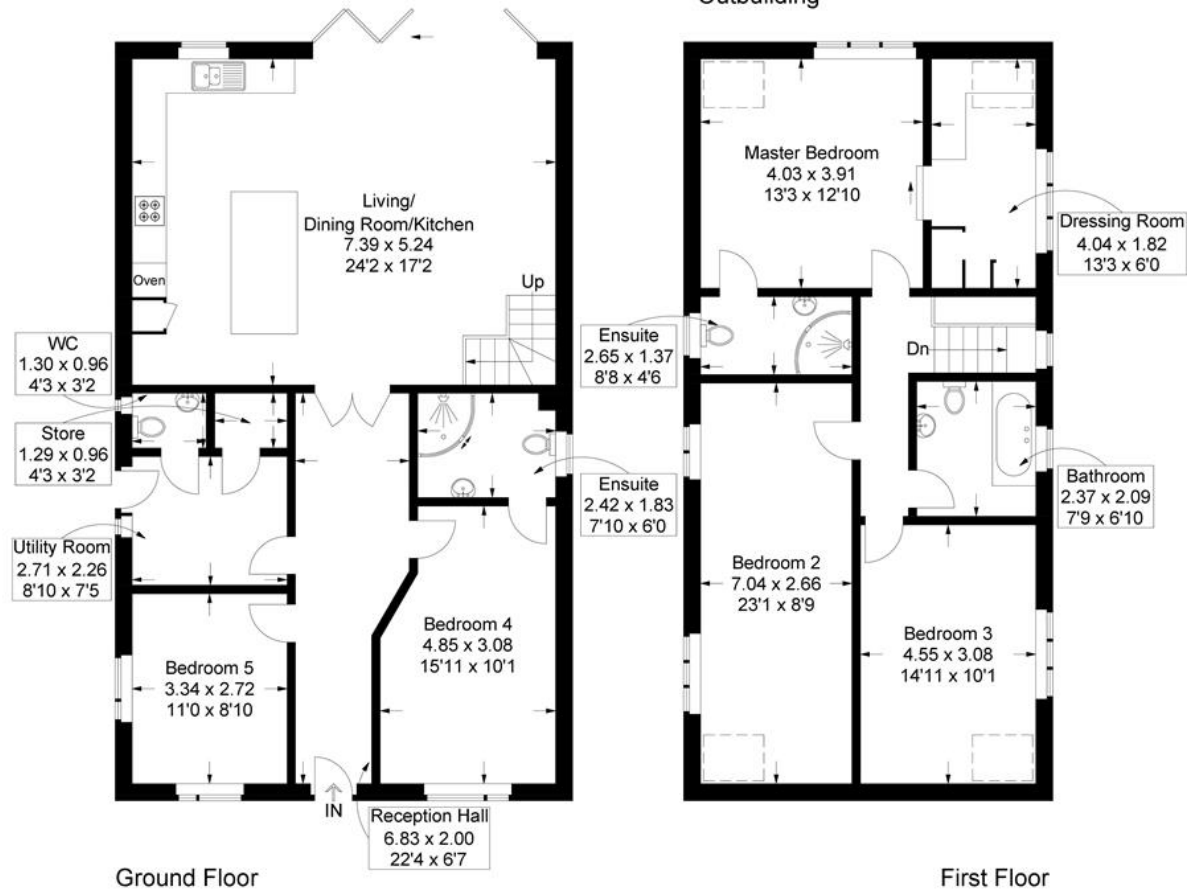 Outbuilding
Living/
Dining Room/Kitchen
7.39 x 5.24
24'2 x 17'2
Oven
Up
WC
1.30 x 0.96
4'3 x 3'2
Store
1.29 x 0.96
4'3 x 3'2
Utility Room
2.71 x 2.26
8'10 x 7'5
Ensuite
2.42 x 1.83
7'10 x 6'0
Bedroom 5
3.34 x 2.72
11'0 x 8'10
Bedroom 4
4.85 x 3.08
15'11 x 10'1
IN
Reception Hall
6.83 x 2.00
22'4 x 6'7
Ground Floor
Master Bedroom
4.03 x 3.91
13'3 x 12'10
Dressing Room
4.04 x 1.82
13'3 x 6'0
Ensuite
2.65 x 1.37
8'8 x 4'6
Dn
Bathroom
2.37 x 2.09
7'9 x 6'10
Bedroom 2
7.04 x 2.66
23'1 x 8'9
Bedroom 3
4.55 x 3.08
14'11 x 10'1
First Floor